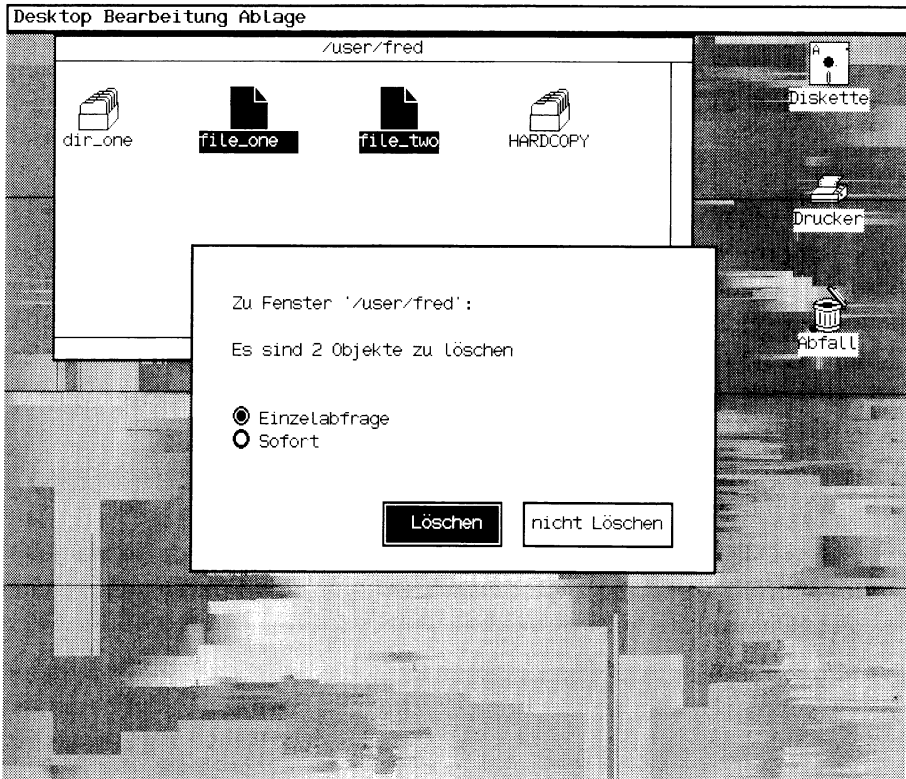 Desktop Bearbeitung Ablage
/user/fred
A
Diskette
dir_one file_one file_two HARDCOPY
Drucker
Zu Fenster '/user/fred':
Abfall
Es sind 2 Objekte zu löschen
Einzelabfrage
Sofort
Löschen nicht Löschen